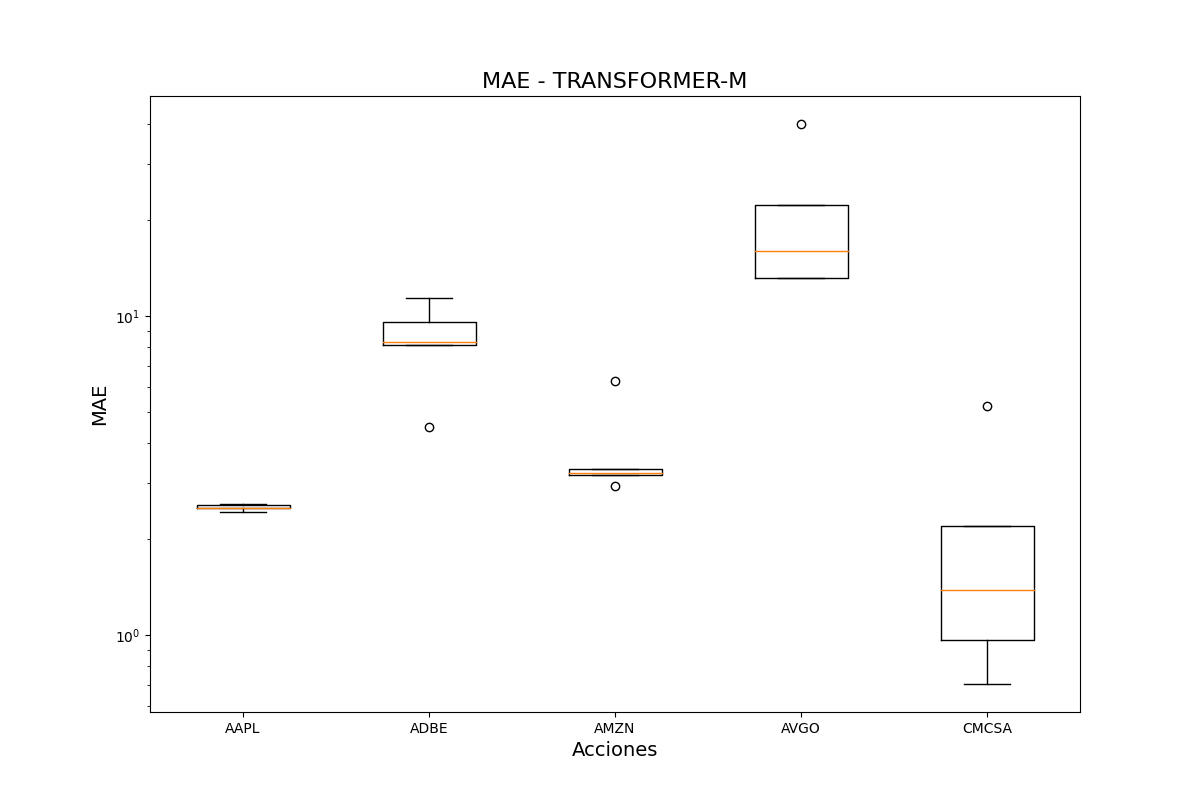 MAE - TRANSFORMER-M
MAE
10¹
10⁰
AAPL
ADBE
AMZN
AVGO
CMCSA
Acciones